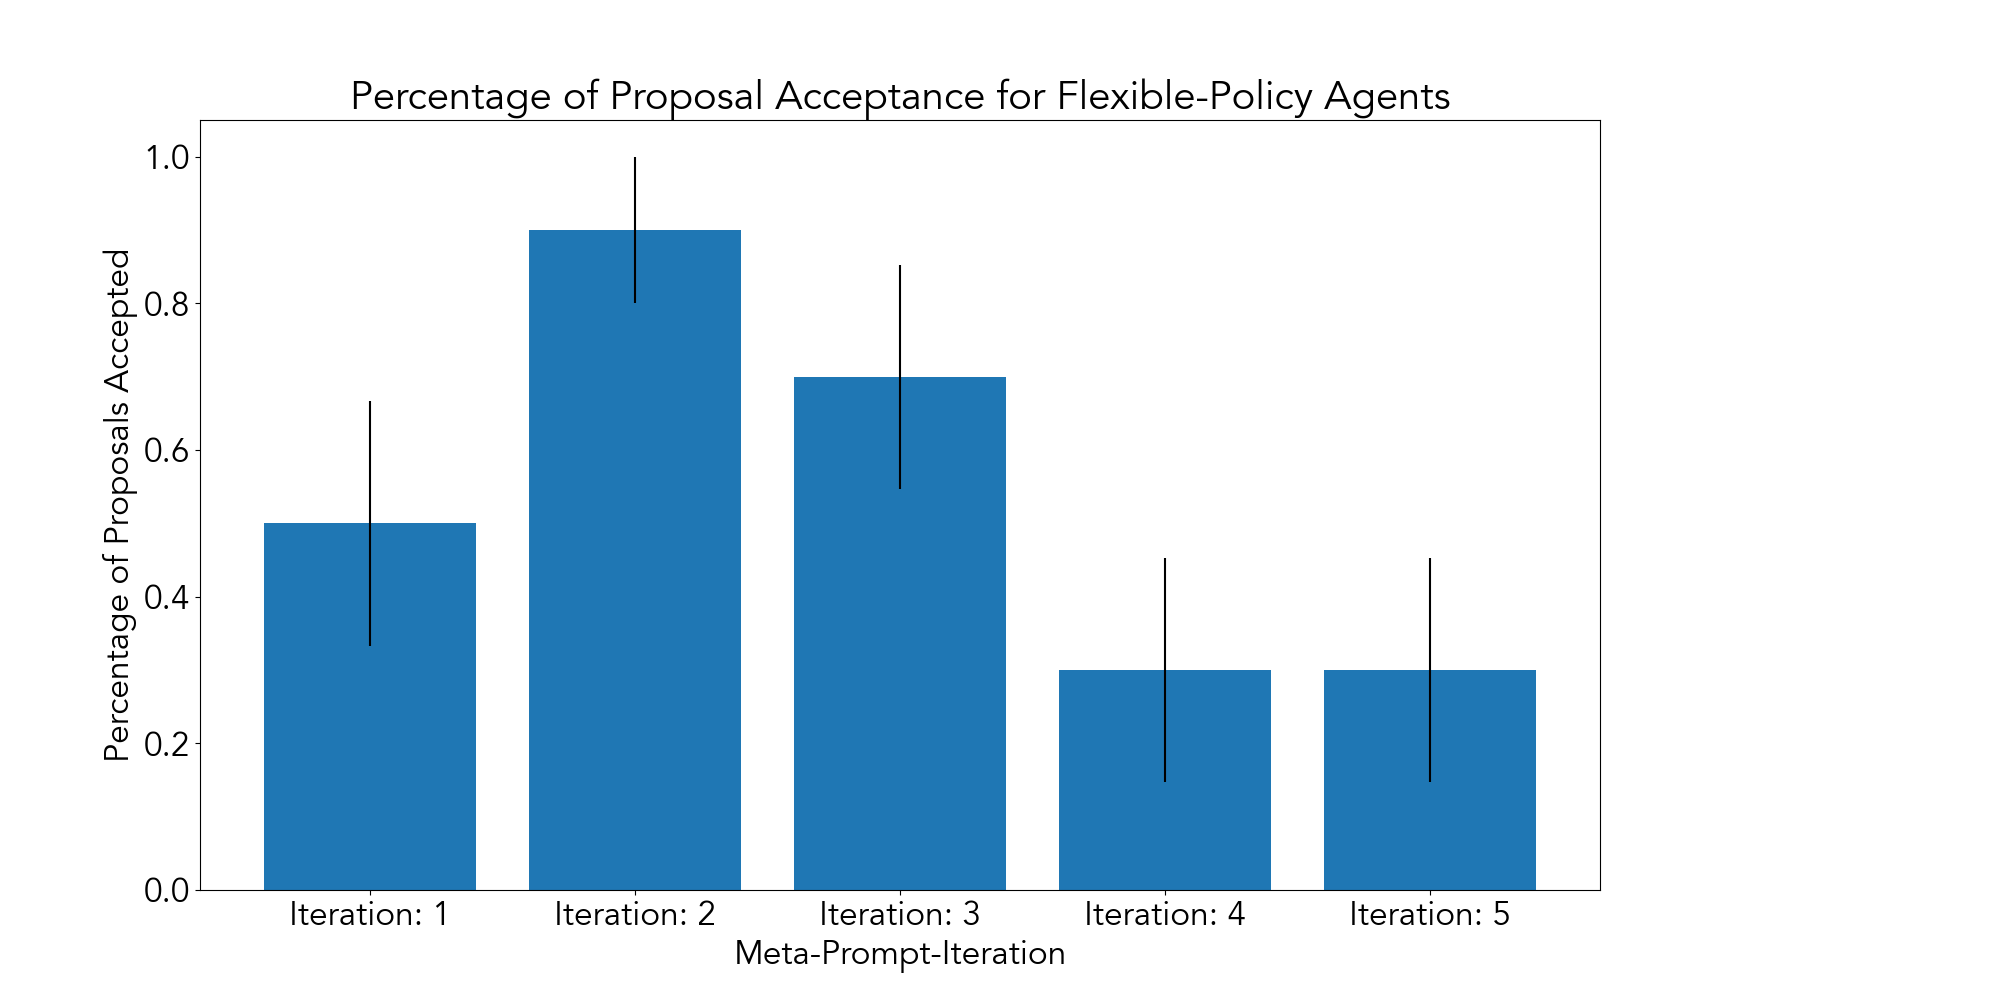 Percentage of Proposal Acceptance for Flexible-Policy Agents
Percentage of Proposals Accepted
1.0
0.8
0.6
0.4
0.2
0.0
Iteration: 1
Iteration: 2
Iteration: 3
Iteration: 4
Iteration: 5
Meta-Prompt-Iteration